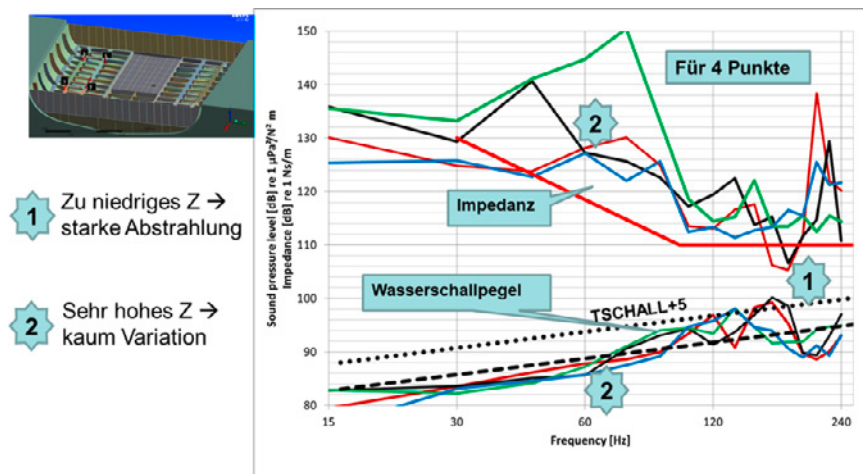 1
Zu niedriges Z →
starke Abstrahlung
2
Sehr hohes Z →
kaum Variation
Sound pressure level [dB] re 1 µPa²/N² m
Impedance [dB] re 1 Ns/m
150
140
130
120
110
100
90
80
Für 4 Punkte
2
Impedanz
Wasserschallpegel
TSCHALL+5
1
2
15
30
60
120
240
Frequency [Hz]